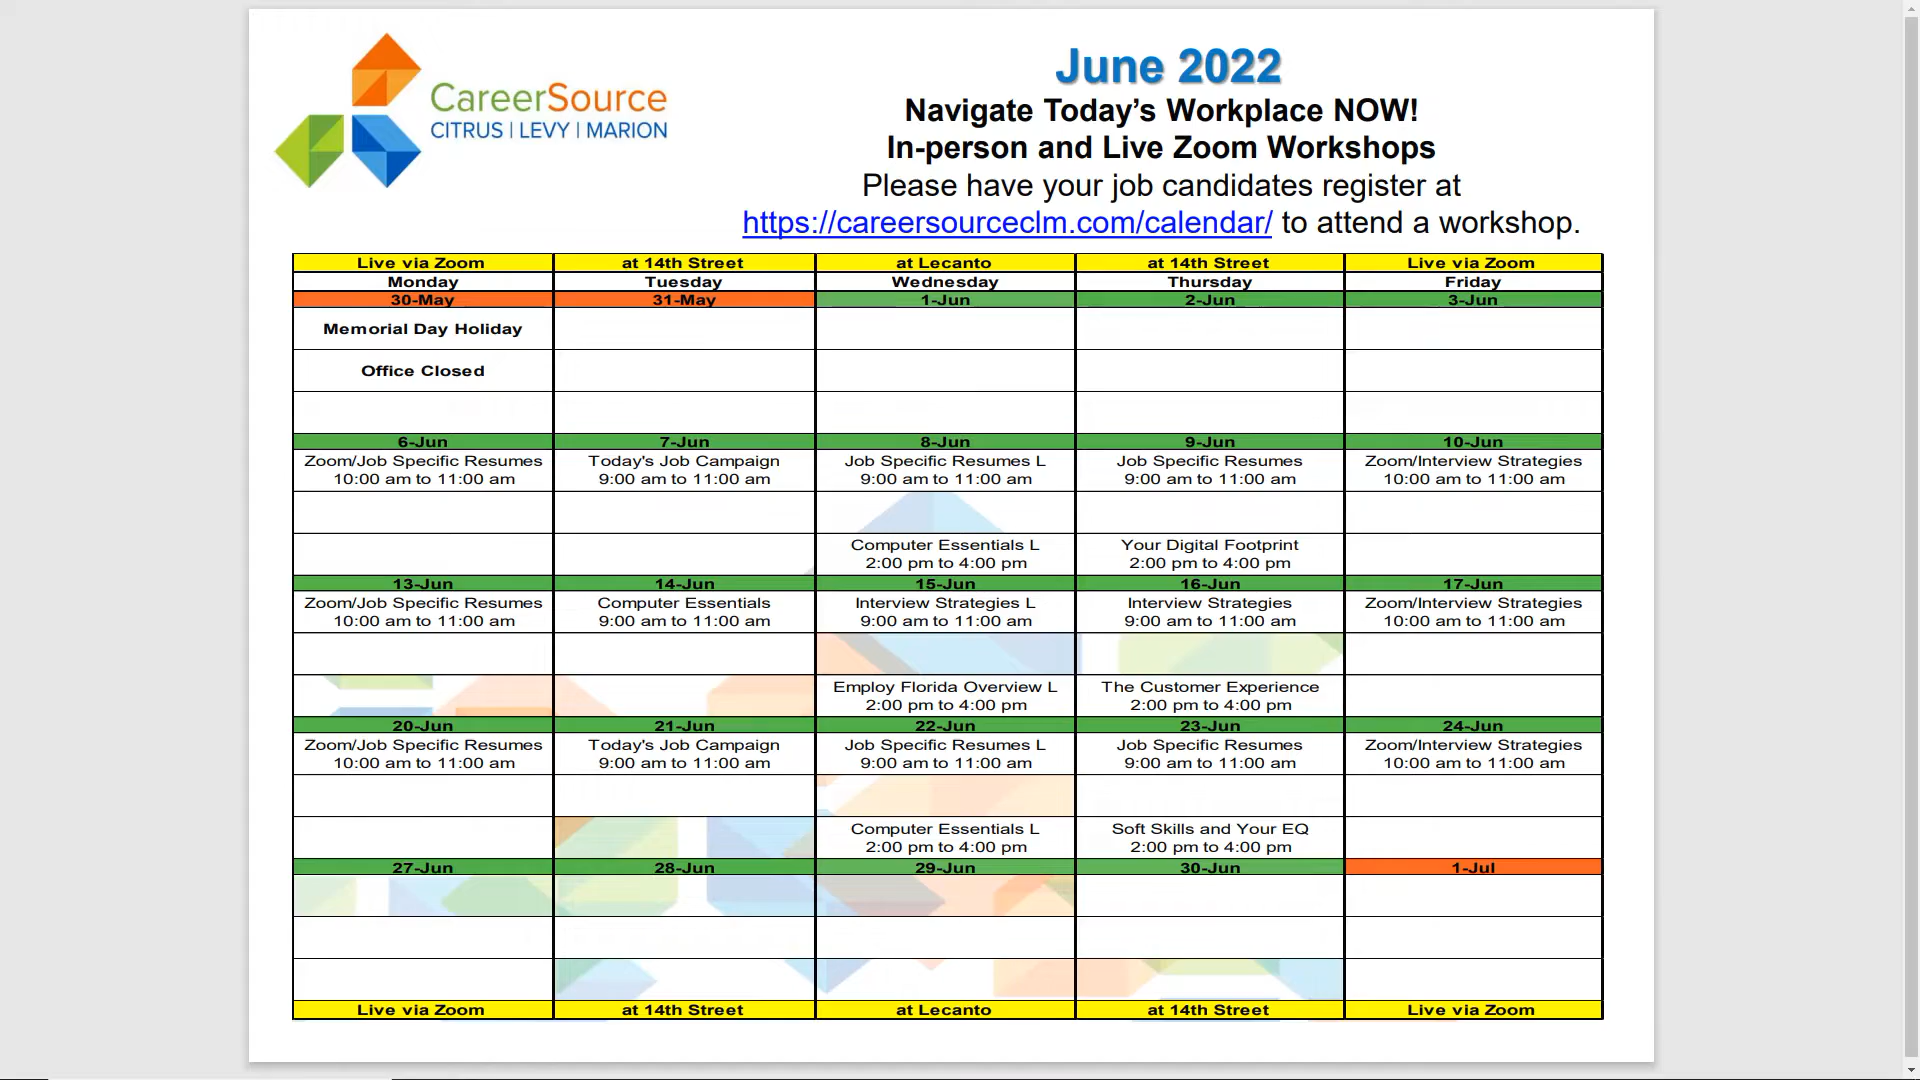 CareerSource
CITRUS | LEVY | MARION
June 2022
Navigate Today's Workplace NOW!
In-person and Live Zoom Workshops
Please have your job candidates register at
https://careersourceclm.com/calendar/ to attend a workshop.
Live via Zoom at 14th Street at Lecanto at 14th Street Live via Zoom
Monday Tuesday Wednesday Thursday Friday
30-May 31-May 1-Jun 2-Jun 3-Jun
Memorial Day Holiday
Office Closed
6-Jun 7-Jun 8-Jun 9-Jun 10-Jun
Zoom/Job Specific Resumes Today's Job Campaign Job Specific Resumes L Job Specific Resumes Zoom/Interview Strategies
10:00 am to 11:00 am 9:00 am to 11:00 am 9:00 am to 11:00 am 9:00 am to 11:00 am 10:00 am to 11:00 am
Computer Essentials L Your Digital Footprint
2:00 pm to 4:00 pm 2:00 pm to 4:00 pm
13-Jun 14-Jun 15-Jun 16-Jun 17-Jun
Zoom/Job Specific Resumes Computer Essentials Interview Strategies L Interview Strategies Zoom/Interview Strategies
10:00 am to 11:00 am 9:00 am to 11:00 am 9:00 am to 11:00 am 9:00 am to 11:00 am 10:00 am to 11:00 am
Employ Florida Overview L The Customer Experience
2:00 pm to 4:00 pm 2:00 pm to 4:00 pm
20-Jun 21-Jun 22-Jun 23-Jun 24-Jun
Zoom/Job Specific Resumes Today's Job Campaign Job Specific Resumes L Job Specific Resumes Zoom/Interview Strategies
10:00 am to 11:00 am 9:00 am to 11:00 am 9:00 am to 11:00 am 9:00 am to 11:00 am 10:00 am to 11:00 am
Computer Essentials L Soft Skills and Your EQ
2:00 pm to 4:00 pm 2:00 pm to 4:00 pm
27-Jun 28-Jun 29-Jun 30-Jun 1-Jul
Live via Zoom at 14th Street at Lecanto at 14th Street Live via Zoom